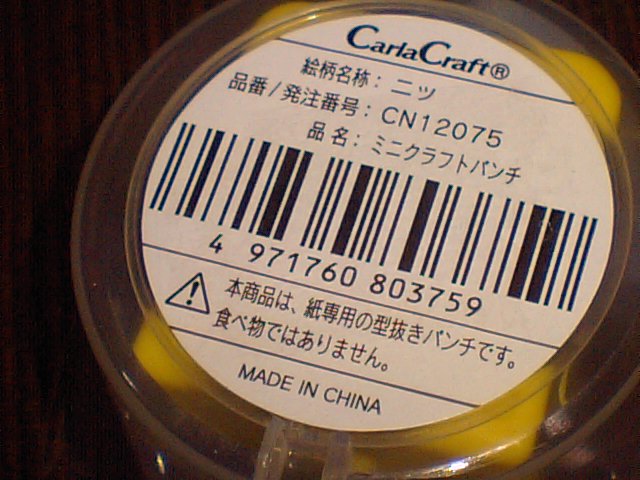 CarlaCraft®
絵柄名称：ニツ
品番/発注番号：CN12075
品名：ミニクラフトパンチ
4 971760 803759
本商品は、紙専用の型抜きパンチです。
食べ物ではありません。
MADE IN CHINA